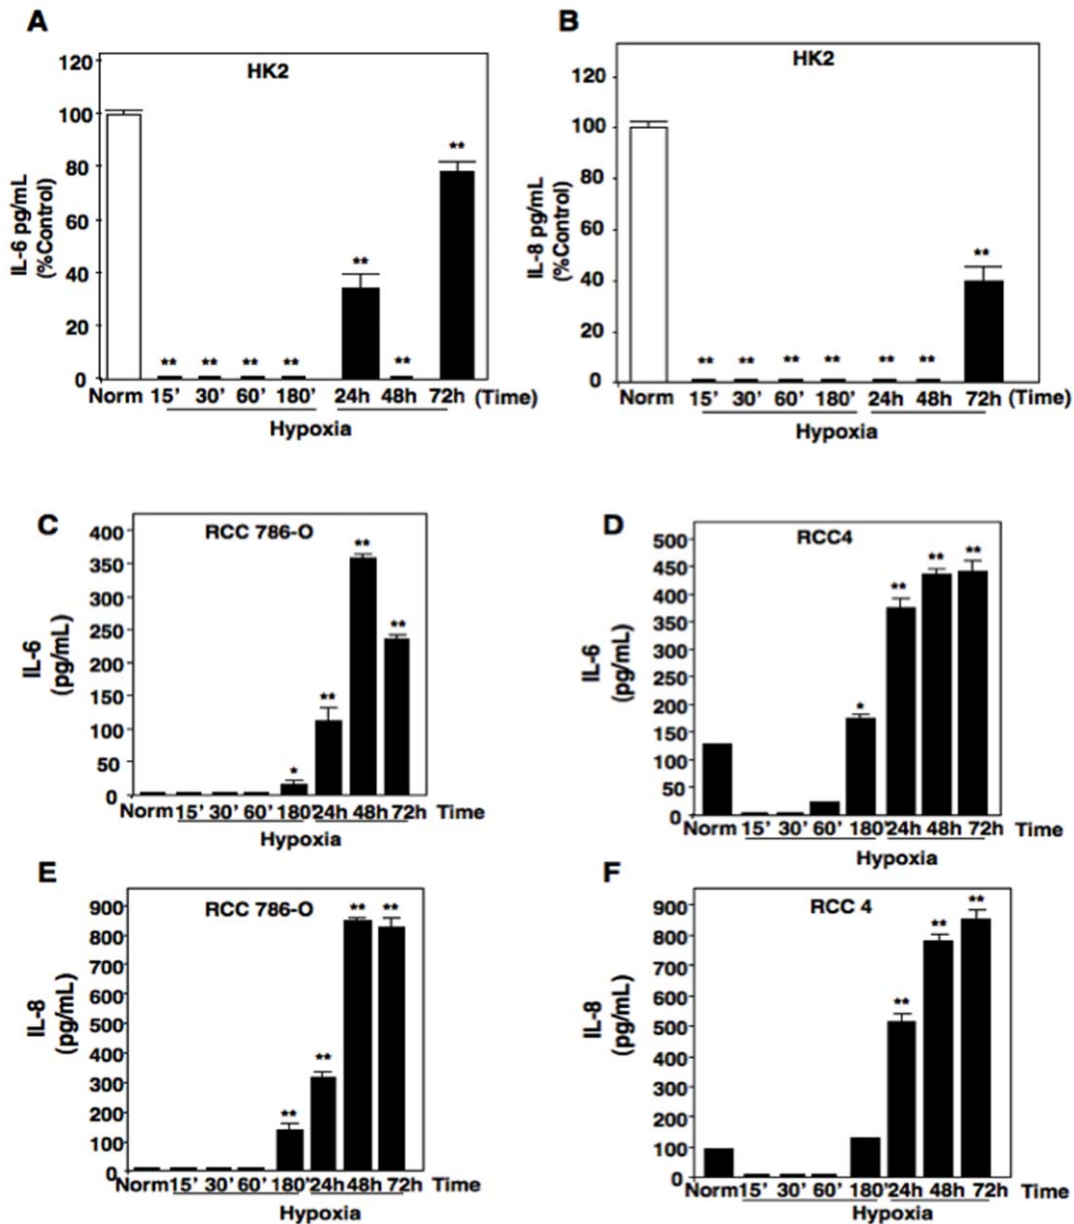 A
HK2
IL-6 pg/mL
(%Control)
120
100
80
60
40
20
0
** ** ** ** ** ** **
Norm 15' 30' 60' 180' 24h 48h 72h (Time)
Hypoxia
B
HK2
IL-8 pg/mL
(%Control)
120
100
80
60
40
20
0
** ** ** ** ** ** **
Norm 15' 30' 60' 180' 24h 48h 72h (Time)
Hypoxia
C
RCC 786-O
IL-6
(pg/mL)
400
350
300
250
200
150
100
50
0
* ** ** **
Norm 15' 30' 60' 180' 24h 48h 72h Time
Hypoxia
D
RCC4
IL-6
(pg/mL)
500
450
400
350
300
250
200
150
100
50
0
* ** ** **
Norm 15' 30' 60' 180' 24h 48h 72h Time
Hypoxia
E
RCC 786-O
IL-8
(pg/mL)
900
800
700
600
500
400
300
200
100
0
** ** ** **
Norm 15' 30' 60' 180' 24h 48h 72h Time
Hypoxia
F
RCC 4
IL-8
(pg/mL)
900
800
700
600
500
400
300
200
100
0
** ** **
Norm 15' 30' 60' 180' 24h 48h 72h Time
Hypoxia